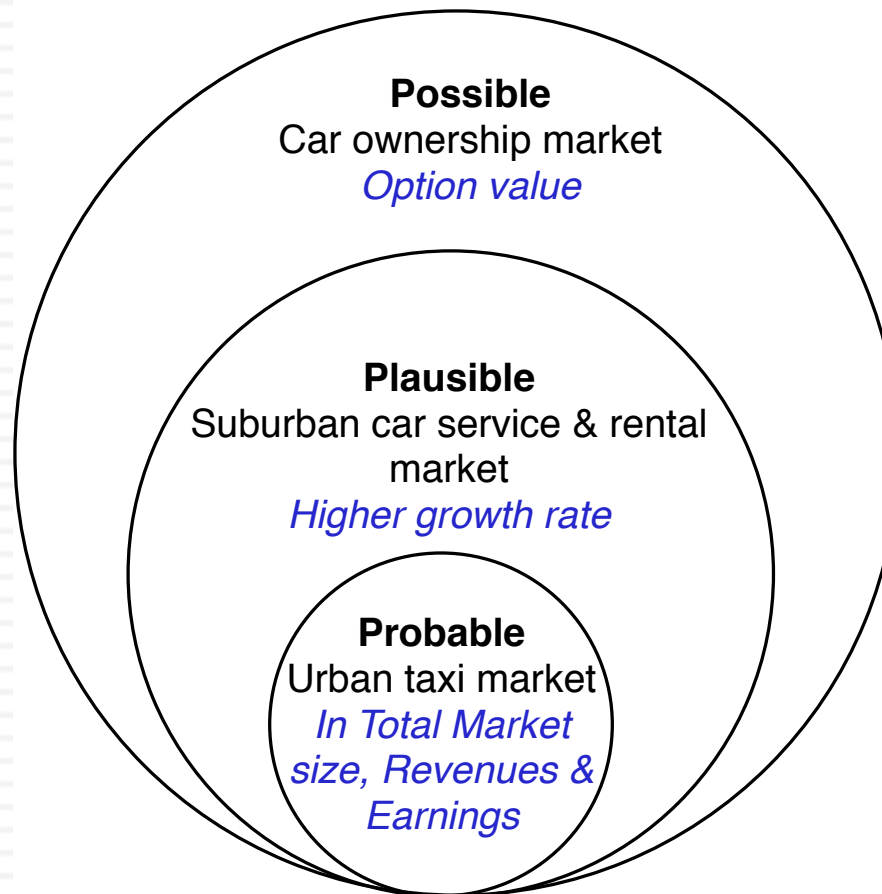 Possible
Car ownership market
Option value
Plausible
Suburban car service & rental
market
Higher growth rate
Probable
Urban taxi market
In Total Market
size, Revenues &
Earnings